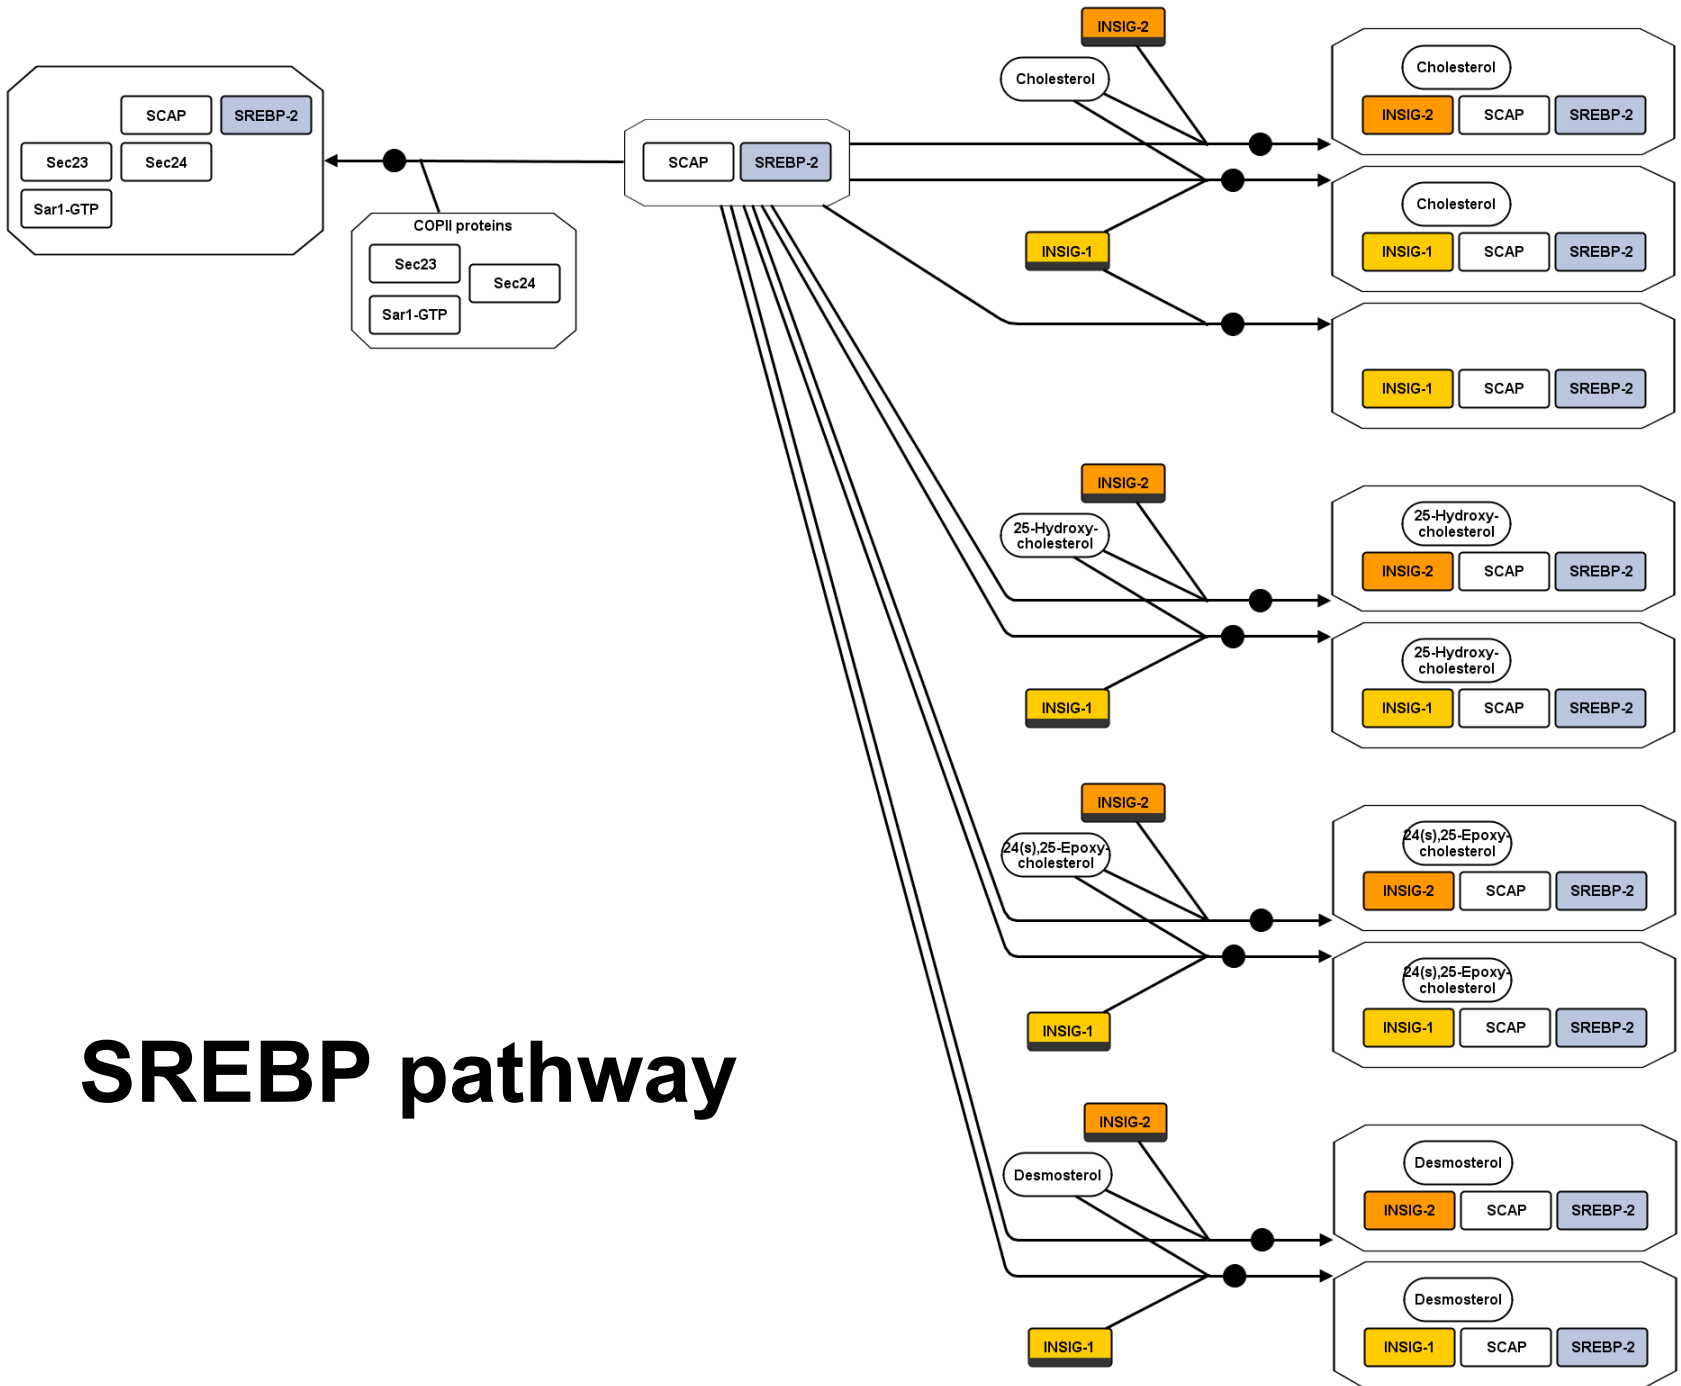 INSIG-2
Cholesterol
Cholesterol
INSIG-2
SCAP
SREBP-2
SCAP
SREBP-2
Sec23
Sec24
Sar1-GTP
SCAP
SREBP-2
COPII proteins
Sec23
Sec24
Sar1-GTP
INSIG-1
Cholesterol
INSIG-1
SCAP
SREBP-2
INSIG-1
SCAP
SREBP-2
INSIG-2
25-Hydroxy-
cholesterol
25-Hydroxy-
cholesterol
INSIG-2
SCAP
SREBP-2
INSIG-1
25-Hydroxy-
cholesterol
INSIG-1
SCAP
SREBP-2
INSIG-2
24(s),25-Epoxy-
cholesterol
24(s),25-Epoxy-
cholesterol
INSIG-2
SCAP
SREBP-2
INSIG-1
24(s),25-Epoxy-
cholesterol
INSIG-1
SCAP
SREBP-2
SREBP pathway
INSIG-2
Desmosterol
Desmosterol
INSIG-2
SCAP
SREBP-2
INSIG-1
Desmosterol
INSIG-1
SCAP
SREBP-2